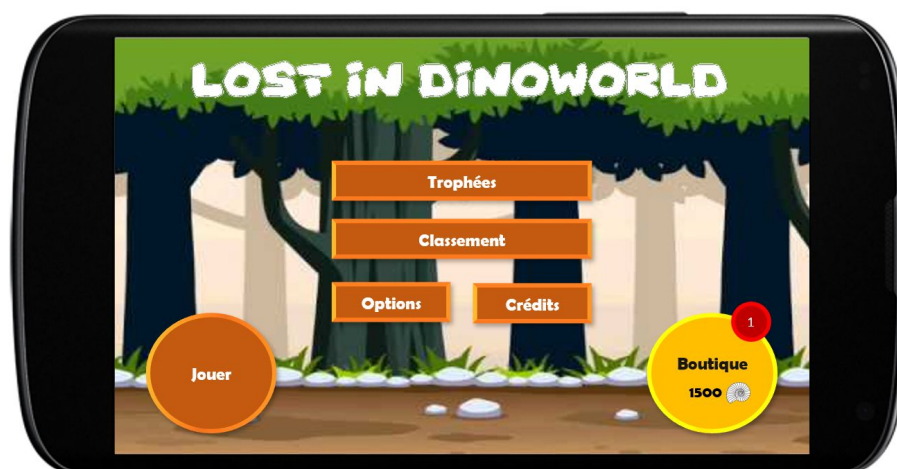 LOST iN DiNOWORLD
Trophées
Classement
Options
Crédits
Jouer
1
Boutique
1500